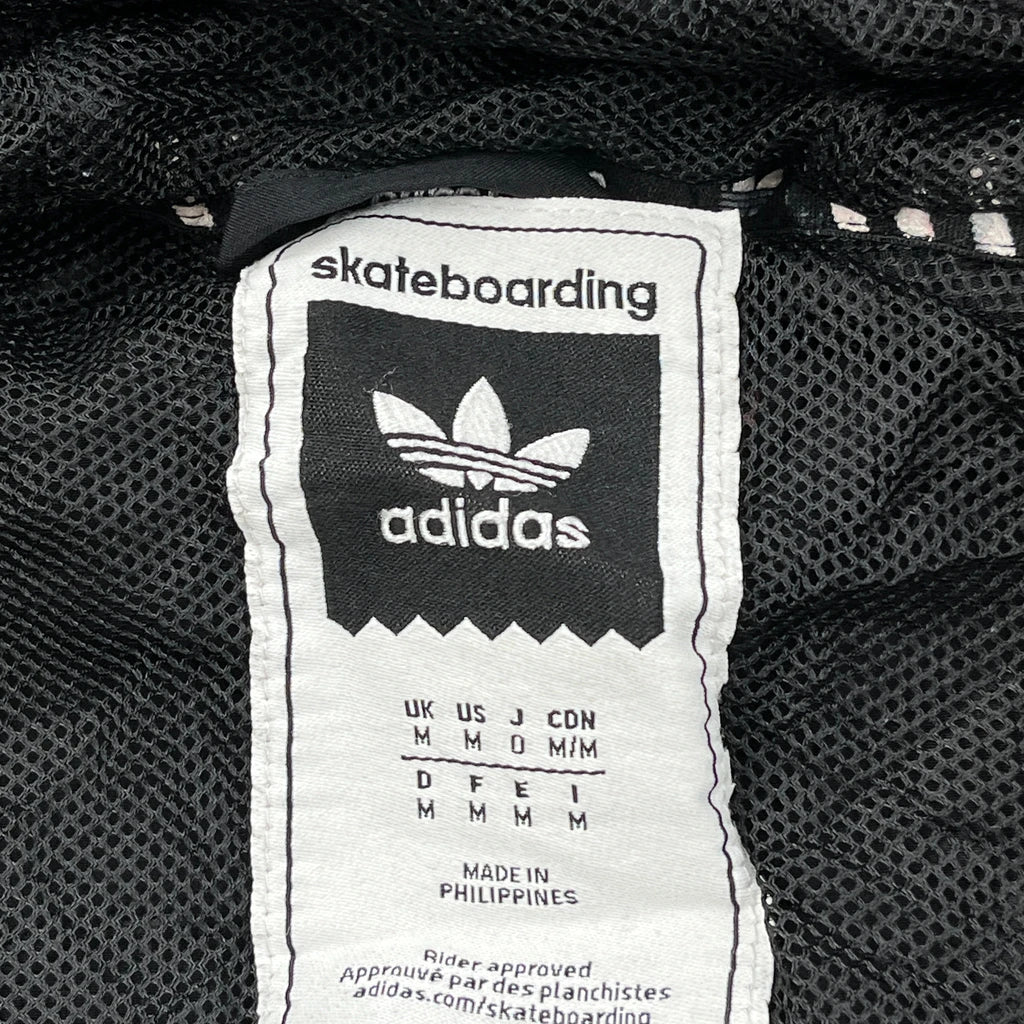 skateboarding
adidas
UK US J CDN
M M O M/M
D F E I
M M M M
MADE IN
PHILIPPINES
Rider approved
Approuvé par des planchistes
adidas.com/skateboarding